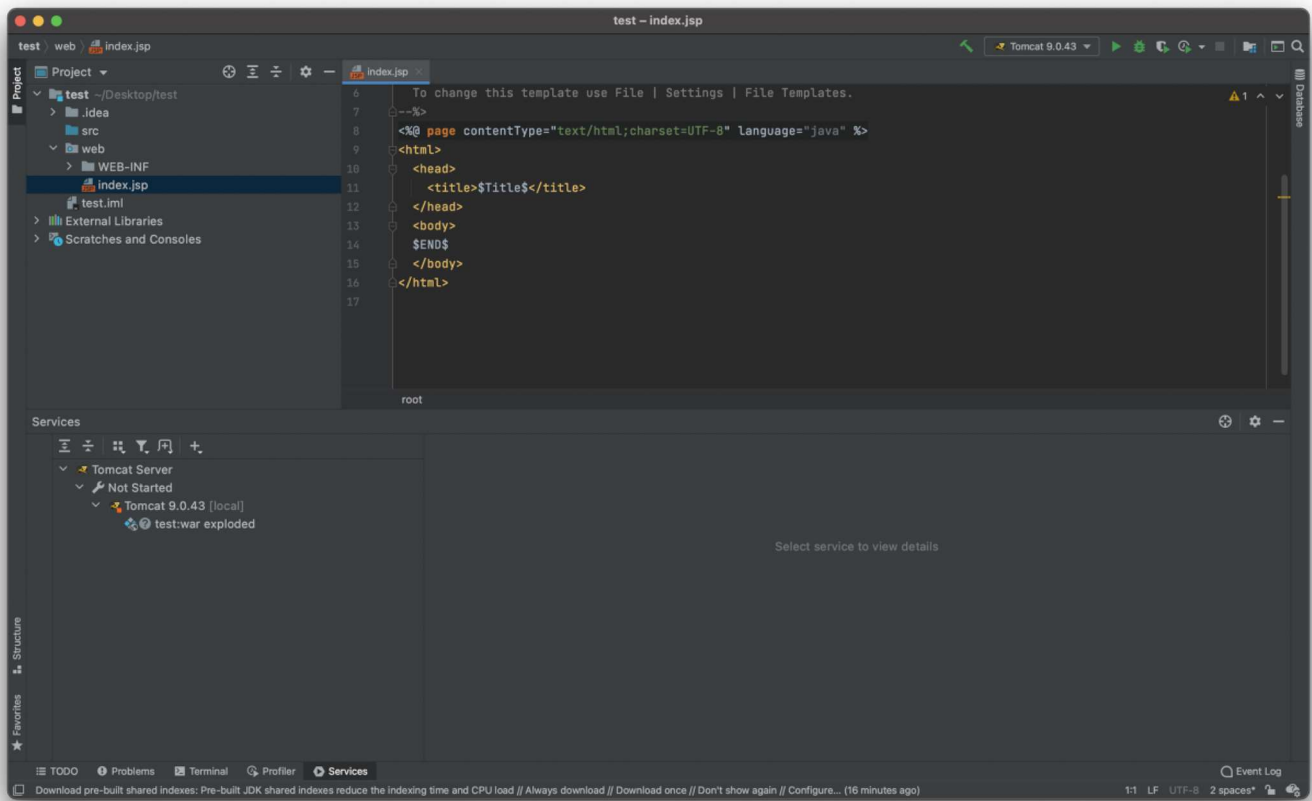 test – index.jsp
test web index.jsp
Tomcat 9.0.43
Project
Project
index.jsp
test ~/Desktop/test
.idea
src
web
WEB-INF
index.jsp
test.iml
External Libraries
Scratches and Consoles
6 To change this template use File | Settings | File Templates.
7 --%>
8 <%@ page contentType="text/html;charset=UTF-8" language="java" %>
9 <html>
10 <head>
11 <title>$Title$</title>
12 </head>
13 <body>
14 $END$
15 </body>
16 </html>
17
1
root
Database
Services
Tomcat Server
Not Started
Tomcat 9.0.43 [local]
test:war exploded
Select service to view details
Structure
Favorites
TODO Problems Terminal Profiler Services Event Log
Download pre-built shared indexes: Pre-built JDK shared indexes reduce the indexing time and CPU load // Always download // Download once // Don't show again // Configure... (16 minutes ago) 1:1 LF UTF-8 2 spaces*